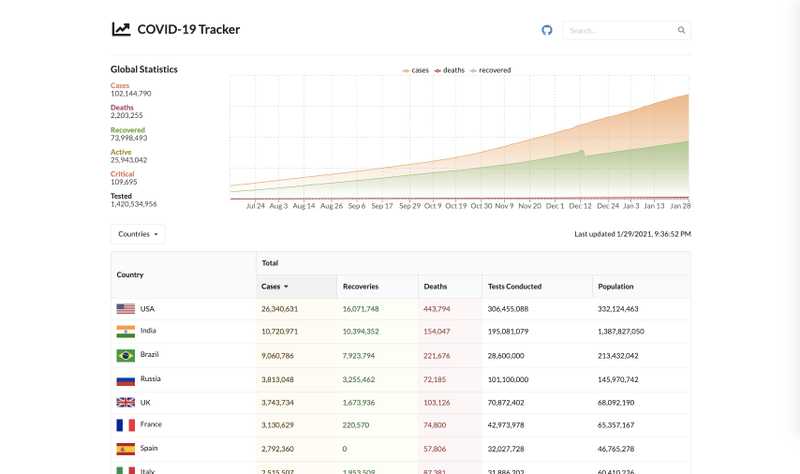 COVID-19 Tracker
Search...
Global Statistics
Cases
102,144,790
Deaths
2,203,255
Recovered
73,998,493
Active
25,943,042
Critical
109,695
Tested
1,420,534,956
cases deaths recovered
Jul 24 Aug 3 Aug 14 Aug 26 Sep 6 Sep 17 Sep 29 Oct 9 Oct 19 Oct 30 Nov 9 Nov 20 Dec 1 Dec 12 Dec 24 Jan 3 Jan 13 Jan 28
Countries
Last updated 1/29/2021, 9:36:52 PM
Country
Total
Cases Recoveries Deaths Tests Conducted Population
USA 26,340,631 16,071,748 443,794 306,455,088 332,124,463
India 10,720,971 10,394,352 154,047 195,081,079 1,387,827,050
Brazil 9,060,786 7,923,794 221,676 28,600,000 213,432,042
Russia 3,813,048 3,255,462 72,185 101,100,000 145,970,742
UK 3,743,734 1,673,936 103,126 70,872,402 68,092,190
France 3,130,629 220,570 74,800 42,973,978 65,357,167
Spain 2,792,360 0 57,806 32,027,728 46,765,278
Italy